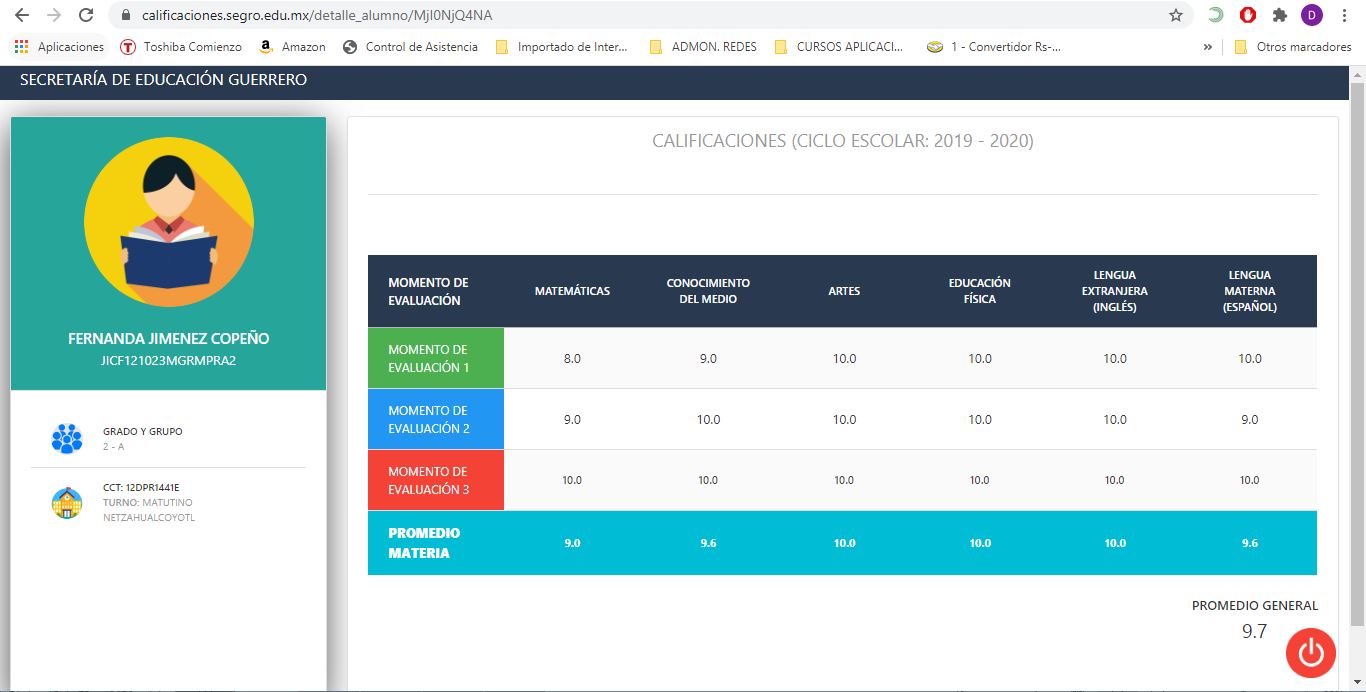 calificaciones.segro.edu.mx/detalle_alumno/MjI0NjQ4NA
D
Aplicaciones
Toshiba Comienzo
Amazon
Control de Asistencia
Importado de Inter...
ADMON. REDES
CURSOS APLICACI...
1 - Convertidor Rs-...
»
Otros marcadores
SECRETARÍA DE EDUCACIÓN GUERRERO
FERNANDA JIMENEZ COPEÑO
JICF121023MGRMPRA2
GRADO Y GRUPO
2 - A
CCT: 12DPR1441E
TURNO: MATUTINO
NETZAHUALCOYOTL
CALIFICACIONES (CICLO ESCOLAR: 2019 - 2020)
MOMENTO DE
EVALUACIÓN
MATEMÁTICAS
CONOCIMIENTO
DEL MEDIO
ARTES
EDUCACIÓN
FÍSICA
LENGUA
EXTRANJERA
(INGLÉS)
LENGUA
MATERNA
(ESPAÑOL)
MOMENTO DE
EVALUACIÓN 1
8.0 9.0 10.0 10.0 10.0 10.0
MOMENTO DE
EVALUACIÓN 2
9.0 10.0 10.0 10.0 10.0 9.0
MOMENTO DE
EVALUACIÓN 3
10.0 10.0 10.0 10.0 10.0 10.0
PROMEDIO
MATERIA
9.0 9.6 10.0 10.0 10.0 9.6
PROMEDIO GENERAL
9.7